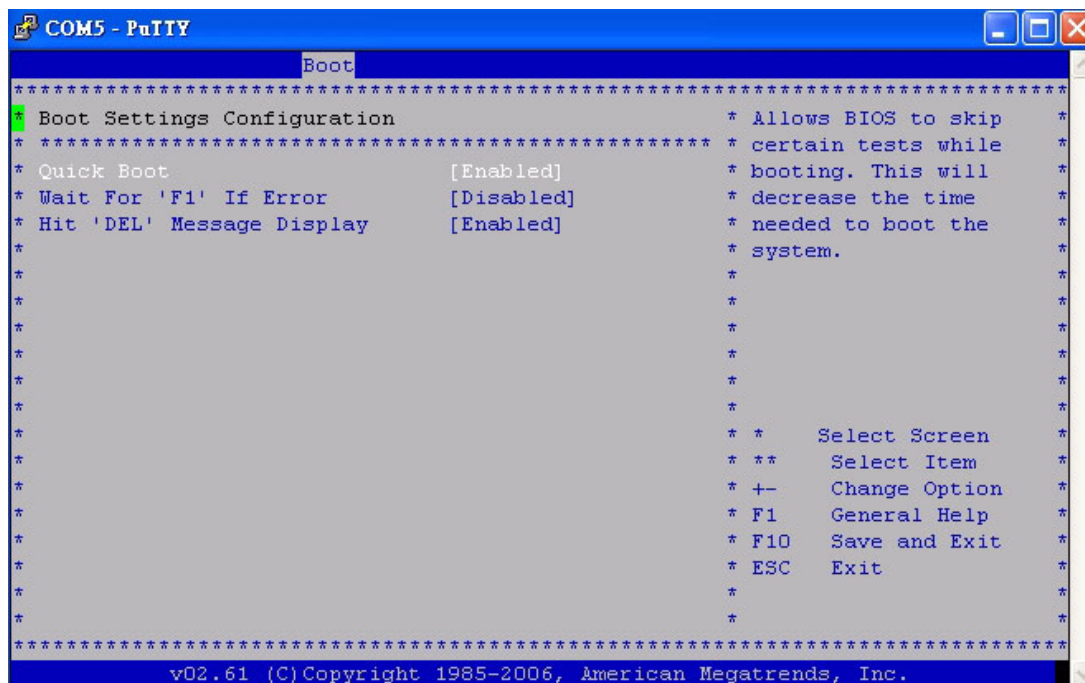 COM5 - PuTTY
Boot
********************************************************************************
* Boot Settings Configuration * Allows BIOS to skip *
* *************************************************** * certain tests while *
* Quick Boot [Enabled] * booting. This will *
* Wait For 'F1' If Error [Disabled] * decrease the time *
* Hit 'DEL' Message Display [Enabled] * needed to boot the *
* * system. *
* * *
* * *
* * *
* * *
* * *
* * *
* * * Select Screen *
* * ** Select Item *
* * +- Change Option *
* * F1 General Help *
* * F10 Save and Exit *
* * ESC Exit *
* * *
* * *
********************************************************************************
v02.61 (C)Copyright 1985-2006, American Megatrends, Inc.